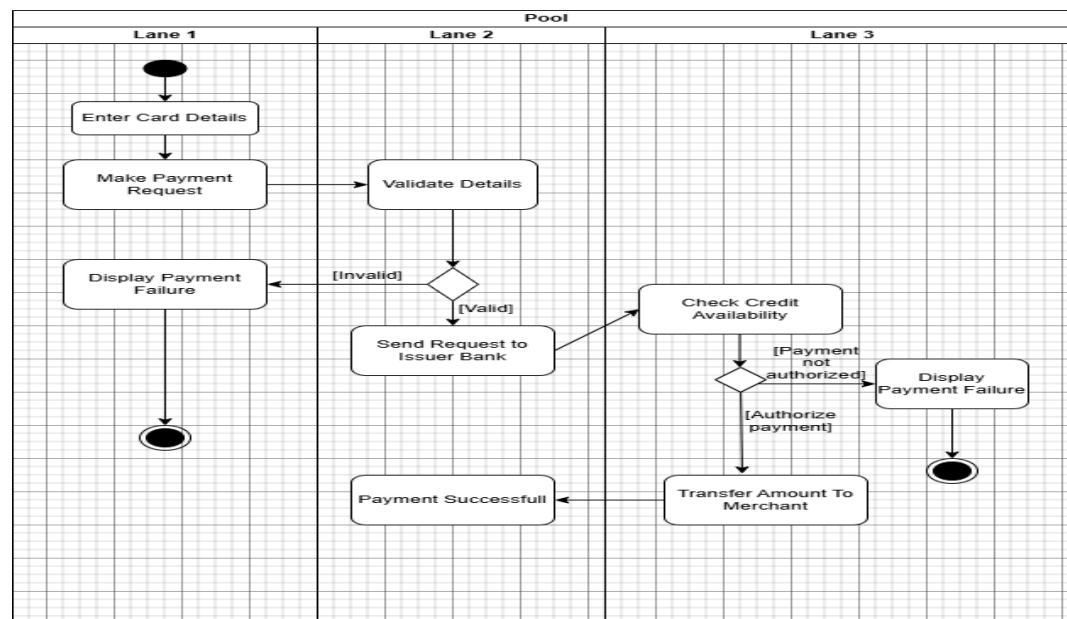 Pool
Lane 1
Lane 2
Lane 3
Enter Card Details
Make Payment
Request
Validate Details
Display Payment
Failure
[Invalid]
[Valid]
Send Request to
Issuer Bank
Check Credit
Availability
[Payment
not
authorized]
Display
Payment Failure
[Authorize
payment]
Payment Successfull
Transfer Amount To
Merchant